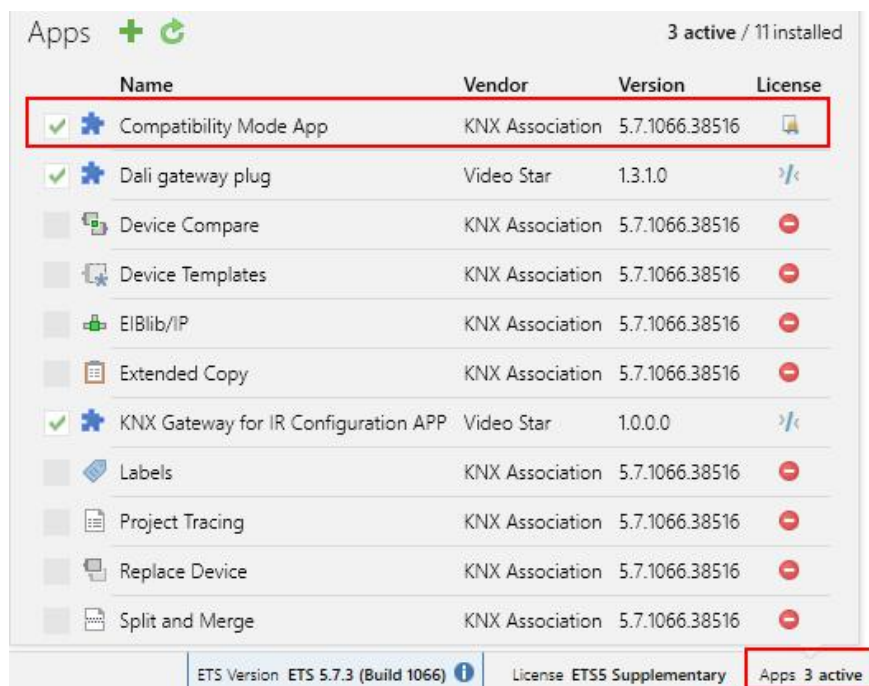 Apps 3 active / 11 installed
Name Vendor Version License
Compatibility Mode App KNX Association 5.7.1066.38516
Dali gateway plug Video Star 1.3.1.0
Device Compare KNX Association 5.7.1066.38516
Device Templates KNX Association 5.7.1066.38516
EIBlib/IP KNX Association 5.7.1066.38516
Extended Copy KNX Association 5.7.1066.38516
KNX Gateway for IR Configuration APP Video Star 1.0.0.0
Labels KNX Association 5.7.1066.38516
Project Tracing KNX Association 5.7.1066.38516
Replace Device KNX Association 5.7.1066.38516
Split and Merge KNX Association 5.7.1066.38516
ETS Version ETS 5.7.3 (Build 1066) License ETS5 Supplementary Apps 3 active